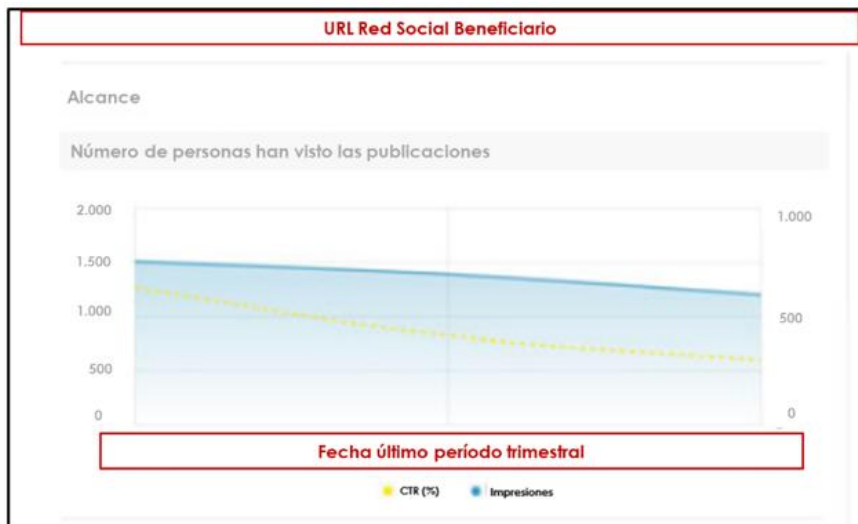 URL Red Social Beneficiario
Alcance
Número de personas han visto las publicaciones
2.000
1.000
1.500
1.000
500
500
0
0
Fecha último período trimestral
CTR (%) Impresiones